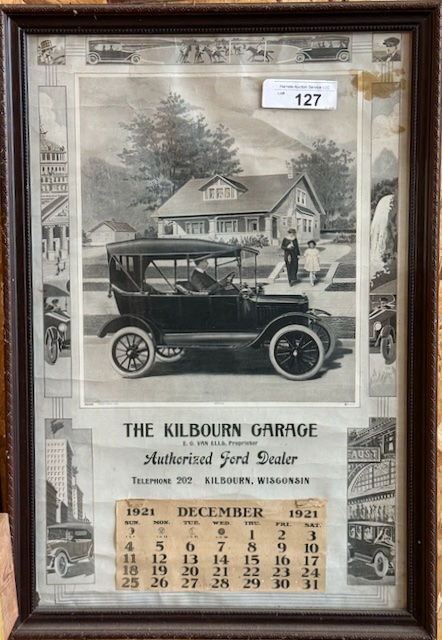 127
THE KILBOURN GARAGE
E. G. VAN ELLS, Proprietor
Authorized Ford Dealer
TELEPHONE 202 KILBOURN, WISCONSIN
1921 DECEMBER 1921
SUN. MON. TUE. WED. THU. FRI. SAT.
1 2 3
4 5 6 7 8 9 10
11 12 13 14 15 16 17
18 19 20 21 22 23 24
25 26 27 28 29 30 31